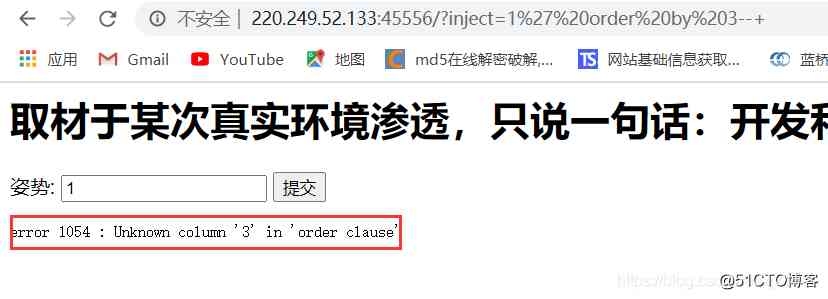 不安全 | 220.249.52.133:45556/?inject=1%27%20order%20by%203--+
应用 Gmail YouTube 地图 C md5在线解密破解,... TS 网站基础信息获取... 蓝桥
取材于某次真实环境渗透，只说一句话：开发
姿势: 1 提交
error 1054 : Unknown column '3' in 'order clause'
@51CTO博客